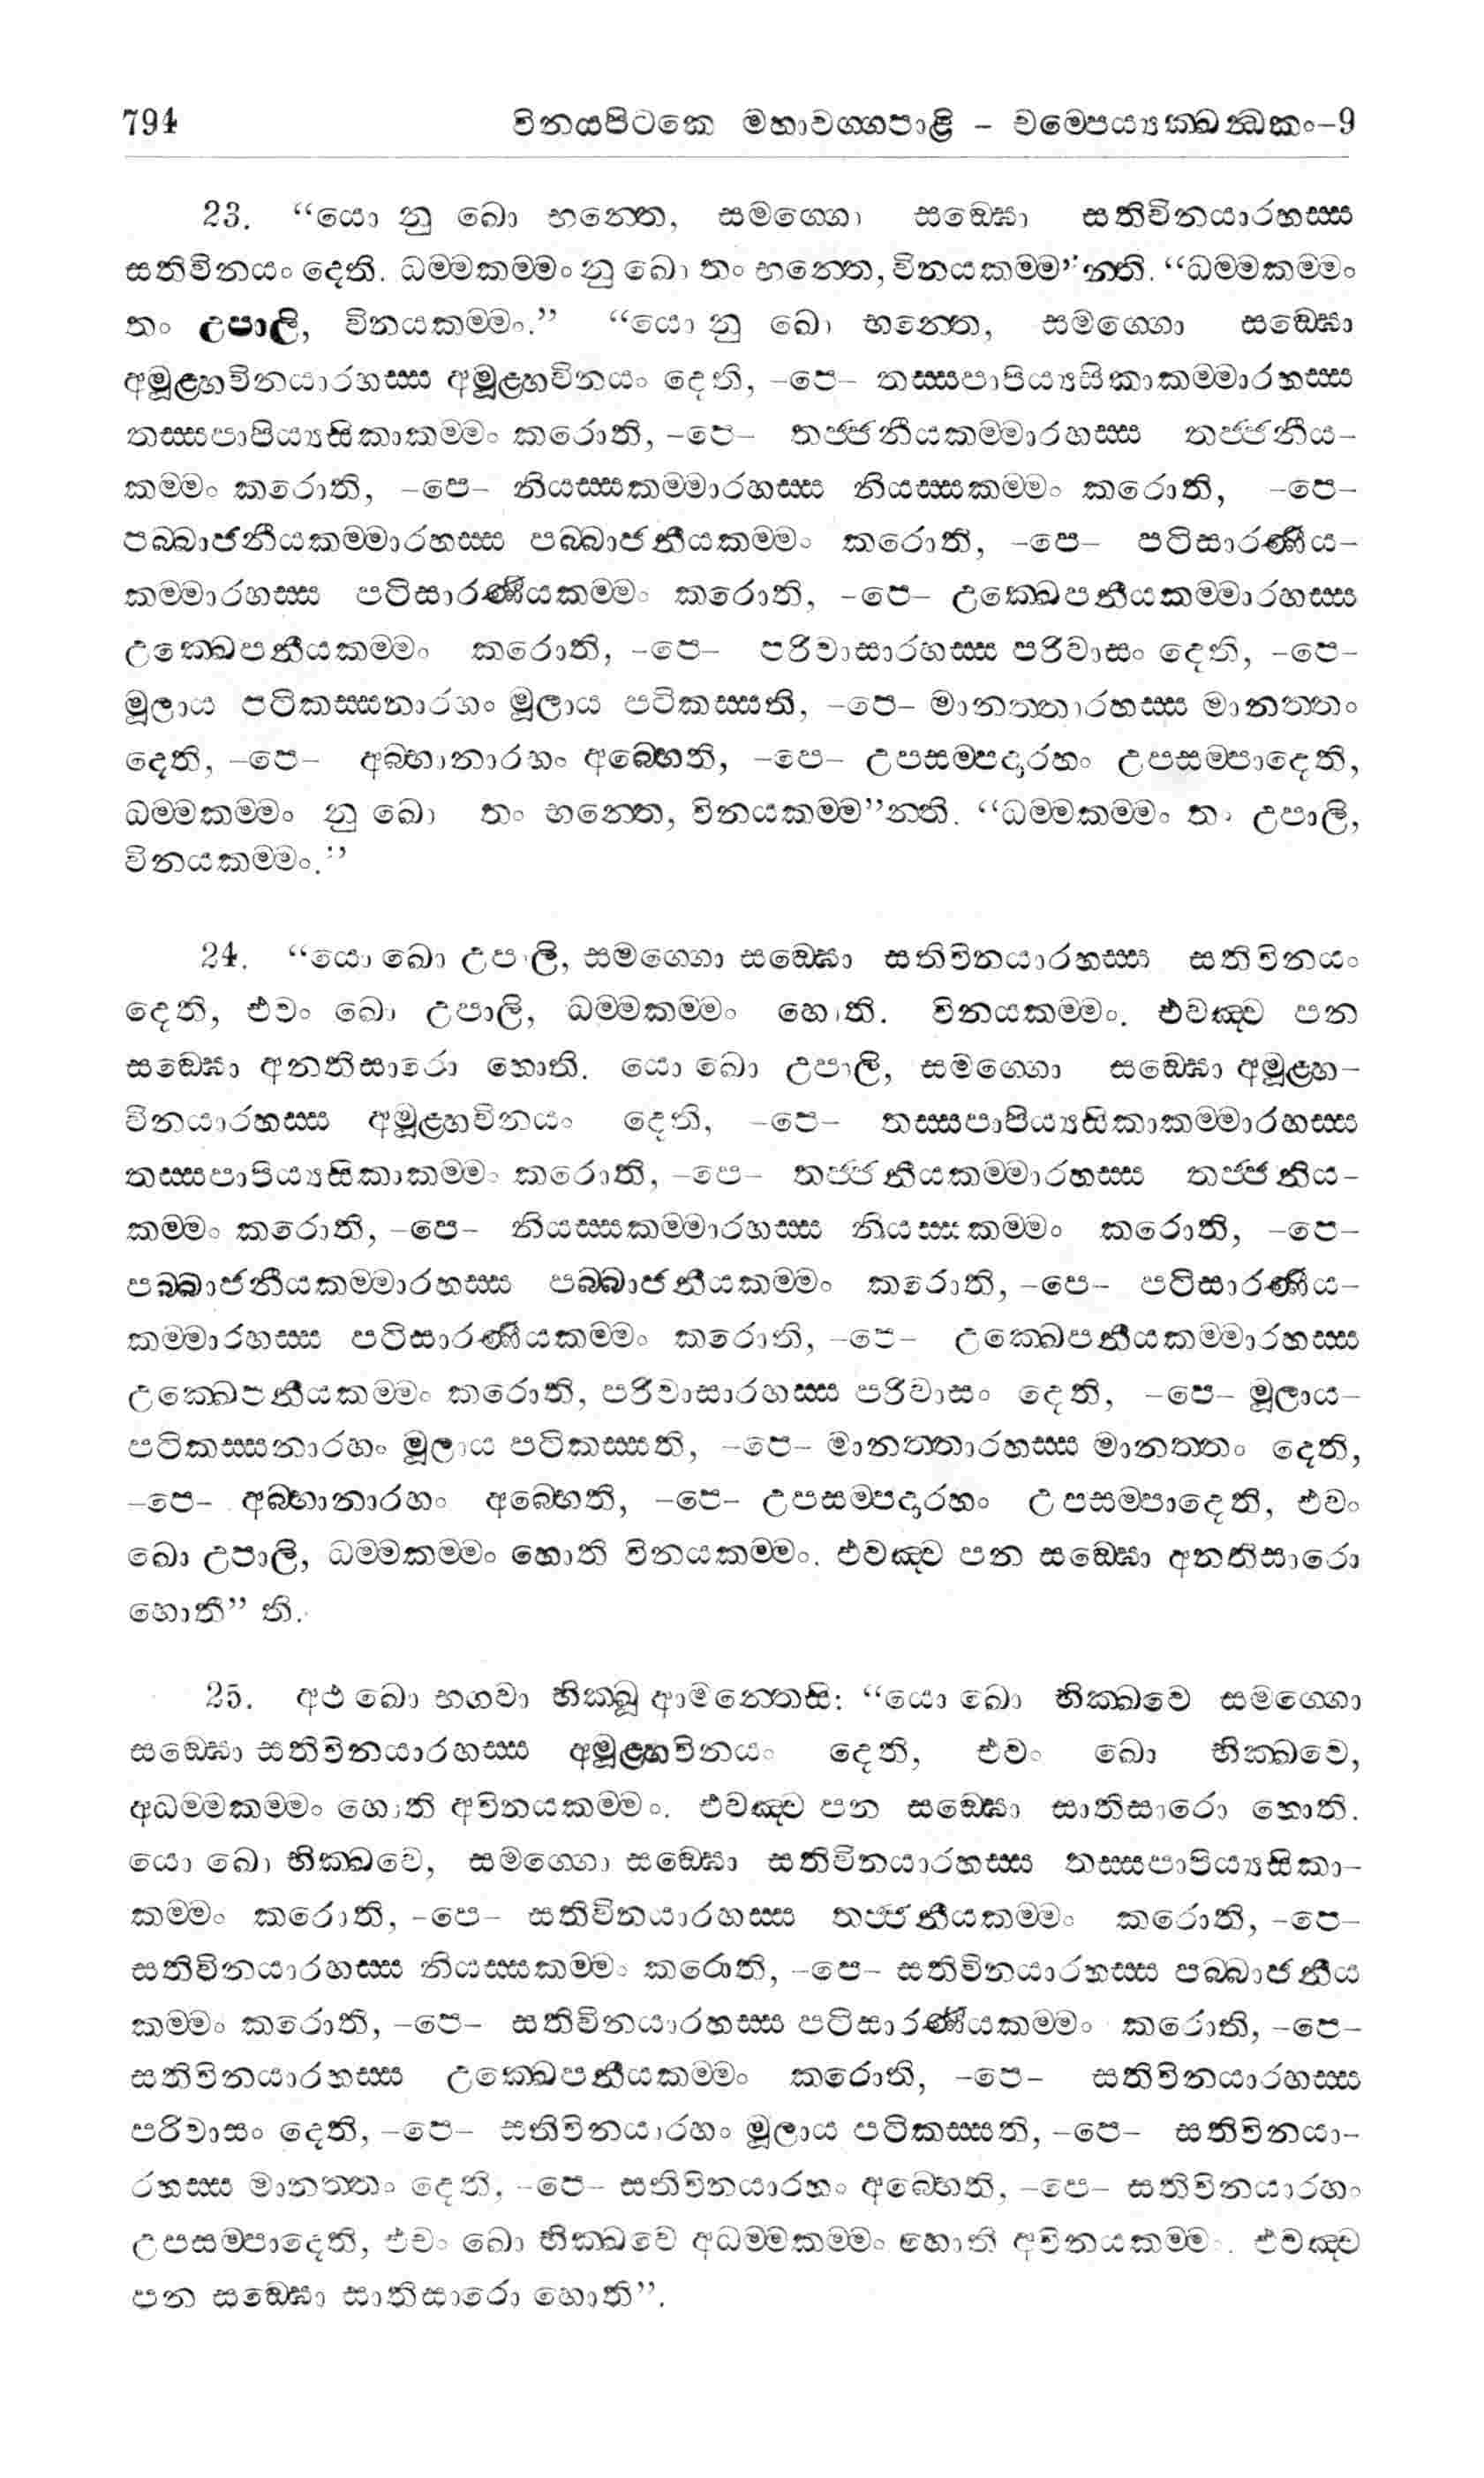 794 විනයපිටකෙ මහාවග්ගපාළි – චම්පෙය්‍යක්ඛන්ධකං–9
23. “යො නු ඛො භන්තෙ, සමග්ගො සඞ්ඝො සතිවිනයාරහස්ස
සතිවිනයං දෙති. ධම්මකම්මං නු ඛො තං භන්තෙ, විනයකම්ම”න්ති. “ධම්මකම්මං
තං උපාලි, විනයකම්මං.” “යො නු ඛො භන්තෙ, සමග්ගො සඞ්ඝො
අමූළ්හවිනයාරහස්ස අමූළ්හවිනයං දෙති, –පෙ– තස්සපාපිය්‍යසිකාකම්මාරහස්ස
තස්සපාපිය්‍යසිකාකම්මං කරොති, –පෙ– තජ්ජනීයකම්මාරහස්ස තජ්ජනීය–
කම්මං කරොති, –පෙ– නියස්සකම්මාරහස්ස නියස්සකම්මං කරොති, –පෙ–
පබ්බාජනීයකම්මාරහස්ස පබ්බාජනීයකම්මං කරොති, –පෙ– පටිසාරණීය–
කම්මාරහස්ස පටිසාරණීයකම්මං කරොති, –පෙ– උක්ඛෙපනීයකම්මාරහස්ස
උක්ඛෙපනීයකම්මං කරොති, –පෙ– පරිවාසාරහස්ස පරිවාසං දෙති, –පෙ–
මූලාය පටිකස්සනාරහං මූලාය පටිකස්සති, –පෙ– මානත්තාරහස්ස මානත්තං
දෙති, –පෙ– අබ්භානාරහං අබ්භෙති, –පෙ– උපසම්පදාරහං උපසම්පාදෙති,
ධම්මකම්මං නු ඛො තං භන්තෙ, විනයකම්ම”න්ති. “ධම්මකම්මං තං උපාලි,
විනයකම්මං.”
24. “යො ඛො උපාලි, සමග්ගො සඞ්ඝො සතිවිනයාරහස්ස සතිවිනයං
දෙති, එවං ඛො උපාලි, ධම්මකම්මං හොති. විනයකම්මං. එවඤ්ච පන
සඞ්ඝො අනතිසාරො හොති. යො ඛො උපාලි, සමග්ගො සඞ්ඝො අමූළ්හ–
විනයාරහස්ස අමූළ්හවිනයං දෙති, –පෙ– තස්සපාපිය්‍යසිකාකම්මාරහස්ස
තස්සපාපිය්‍යසිකාකම්මං කරොති, –පෙ– තජ්ජනීයකම්මාරහස්ස තජ්ජනිය–
කම්මං කරොති, –පෙ– නියස්සකම්මාරහස්ස නියස්සකම්මං කරොති, –පෙ–
පබ්බාජනීයකම්මාරහස්ස පබ්බාජනීයකම්මං කරොති, –පෙ– පටිසාරණීය–
කම්මාරහස්ස පටිසාරණීයකම්මං කරොති, –පෙ– උක්ඛෙපනීයකම්මාරහස්ස
උක්ඛෙපනීයකම්මං කරොති, පරිවාසාරහස්ස පරිවාසං දෙති, –පෙ– මූලාය–
පටිකස්සනාරහං මූලාය පටිකස්සති, –පෙ– මානත්තාරහස්ස මානත්තං දෙති,
–පෙ– අබ්භානාරහං අබ්භෙති, –පෙ– උපසම්පදාරහං උපසම්පාදෙති, එවං
ඛො උපාලි, ධම්මකම්මං හොති විනයකම්මං. එවඤ්ච පන සඞ්ඝො අනතිසාරො
හොතී” ති.
25. අථ ඛො භගවා භික්ඛූ ආමන්තෙසි: “යො ඛො භික්ඛවෙ සමග්ගො
සඞ්ඝො සතිවිනයාරහස්ස අමූළ්හවිනයං දෙති, එවං ඛො භික්ඛවෙ,
අධම්මකම්මං හොති අවිනයකම්මං. එවඤ්ච පන සඞ්ඝො සාතිසාරො හොති.
යො ඛො භික්ඛවෙ, සමග්ගො සඞ්ඝො සතිවිනයාරහස්ස තස්සපාපිය්‍යසිකා–
කම්මං කරොති, –පෙ– සතිවිනයාරහස්ස තජ්ජනීයකම්මං කරොති, –පෙ–
සතිවිනයාරහස්ස නියස්සකම්මං කරොති, –පෙ– සතිවිනයාරහස්ස පබ්බාජනීය
කම්මං කරොති, –පෙ– සතිවිනයාරහස්ස පටිසාරණීයකම්මං කරොති, –පෙ–
සතිවිනයාරහස්ස උක්ඛෙපනීයකම්මං කරොති, –පෙ– සතිවිනයාරහස්ස
පරිවාසං දෙති, –පෙ– සතිවිනයාරහං මූලාය පටිකස්සති, –පෙ– සතිවිනයා–
රහස්ස මානත්තං දෙති, –පෙ– සතිවිනයාරහං අබ්භෙති, –පෙ– සතිවිනයාරහං
උපසම්පාදෙති, එවං ඛො භික්ඛවෙ අධම්මකම්මං හොති අවිනයකම්මං. එවඤ්ච
පන සඞ්ඝො සාතිසාරො හොති”.